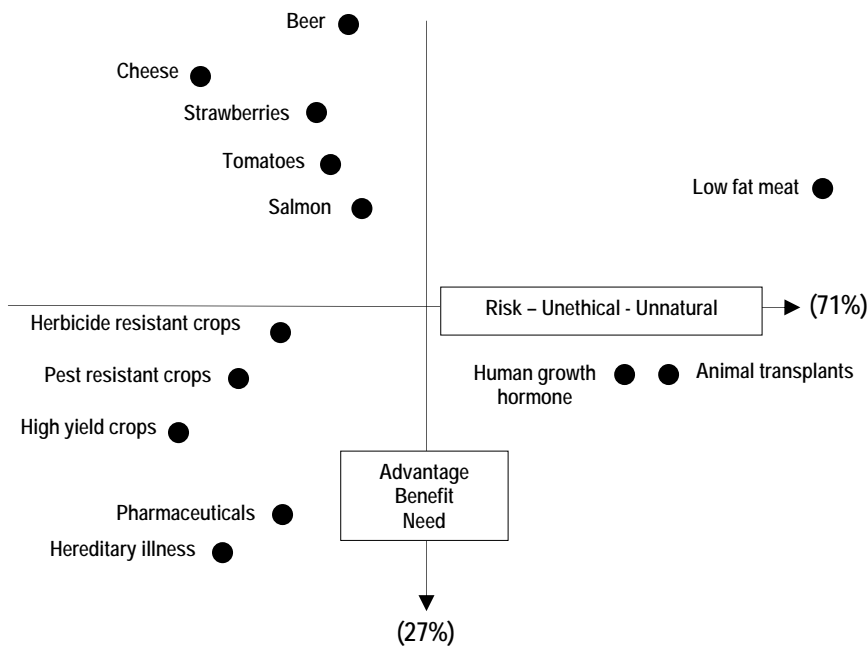 Beer
Cheese
Strawberries
Tomatoes
Low fat meat
Salmon
Risk – Unethical - Unnatural
(71%)
Herbicide resistant crops
Pest resistant crops
Human growth
hormone
Animal transplants
High yield crops
Advantage
Benefit
Need
Pharmaceuticals
Hereditary illness
(27%)